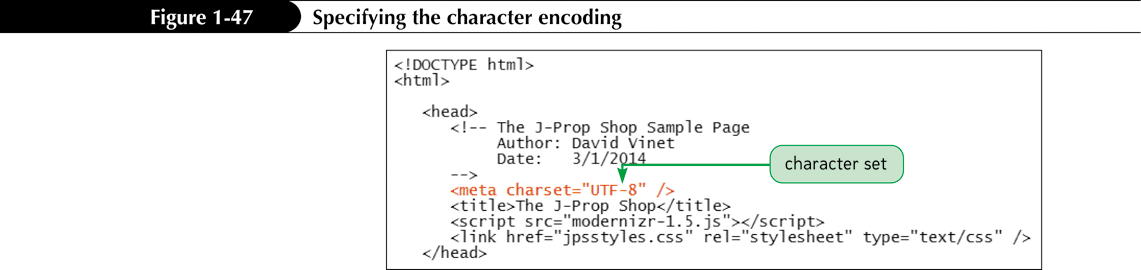 Figure 1-47 Specifying the character encoding
<!DOCTYPE html>
<html>
<head>
<!-- The J-Prop Shop Sample Page
Author: David Vinet
Date: 3/1/2014
character set
-->
<meta charset="UTF-8" />
<title>The J-Prop Shop</title>
<script src="modernizr-1.5.js"></script>
<link href="jpsstyles.css" rel="stylesheet" type="text/css" />
</head>